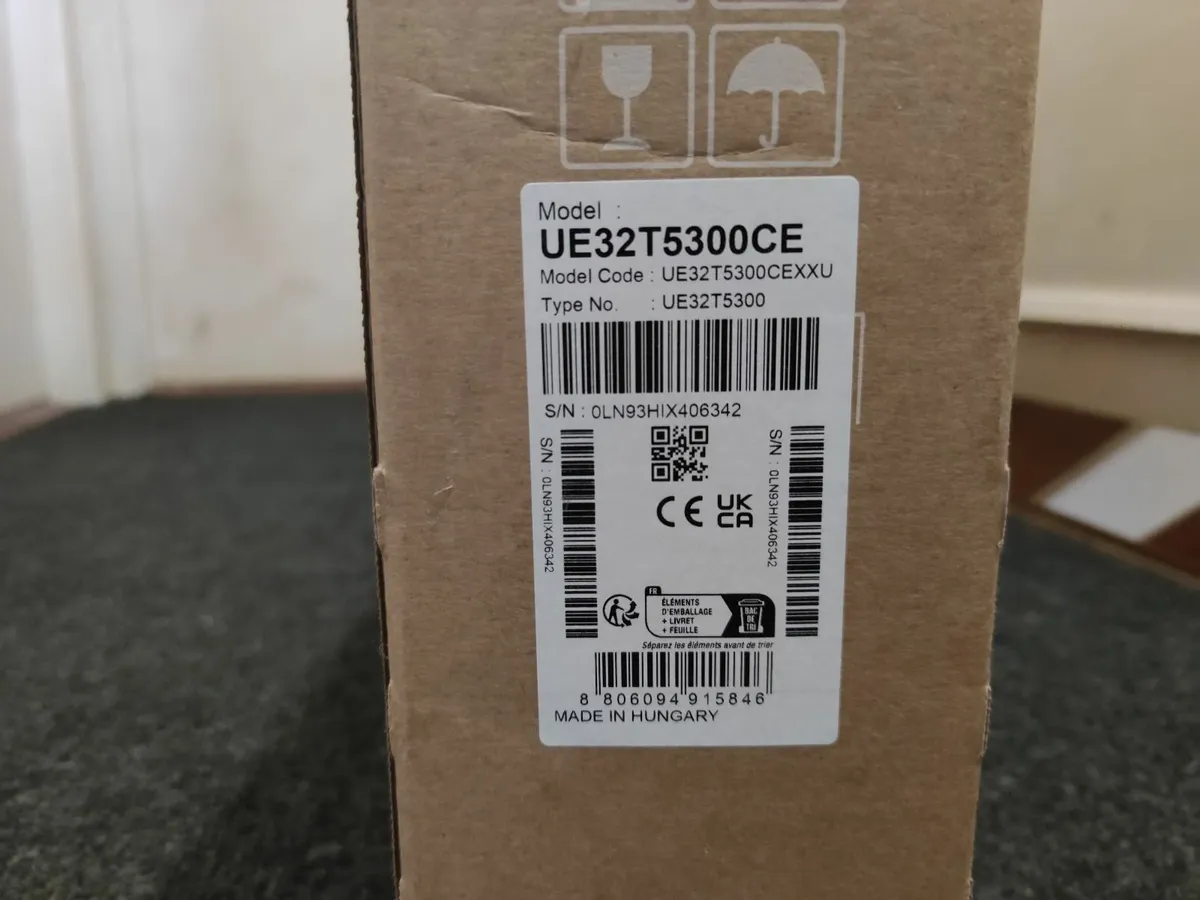 Model :
UE32T5300CE
Model Code : UE32T5300CEXXU
Type No. : UE32T5300
S/N : 0LN93HIX406342
S/N : 0LN93HIX406342
S/N : 0LN93HIX406342
CE UK
CA
FR
ÉLÉMENTS
D'EMBALLAGE
+ LIVRET
+ FEUILLE
BAC
DE
TRI
Séparez les éléments avant de trier
8 806094 915846
MADE IN HUNGARY